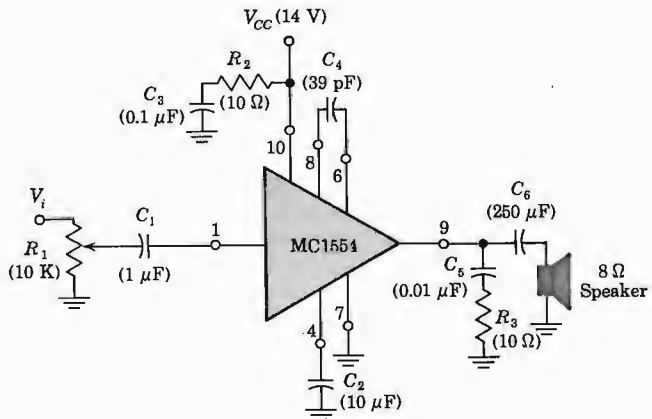 V_CC (14 V)
R_2
(10 Ω)
C_4
(39 pF)
C_3
(0.1 μF)
10
8
6
V_i
R_1
(10 K)
C_1
(1 μF)
1
MC1554
9
C_6
(250 μF)
C_5
(0.01 μF)
R_3
(10 Ω)
8 Ω
Speaker
4
7
C_2
(10 μF)